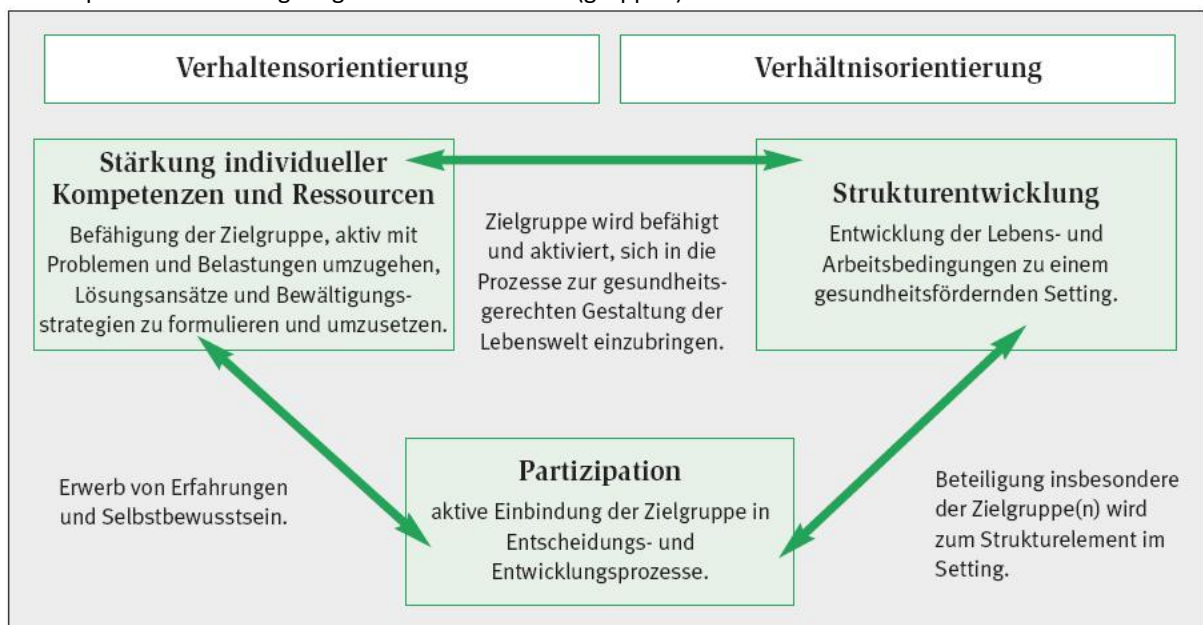 Verhaltensorientierung
Verhältnisorientierung
Stärkung individueller
Kompetenzen und Ressourcen
Befähigung der Zielgruppe, aktiv mit
Problemen und Belastungen umzugehen,
Lösungsansätze und Bewältigungs-
strategien zu formulieren und umzusetzen.
Zielgruppe wird befähigt
und aktiviert, sich in die
Prozesse zur gesundheits-
gerechten Gestaltung der
Lebenswelt einzubringen.
Strukturentwicklung
Entwicklung der Lebens- und
Arbeitsbedingungen zu einem
gesundheitsfördernden Setting.
Erwerb von Erfahrungen
und Selbstbewusstsein.
Partizipation
aktive Einbindung der Zielgruppe in
Entscheidungs- und
Entwicklungsprozesse.
Beteiligung insbesondere
der Zielgruppe(n) wird
zum Strukturelement im
Setting.